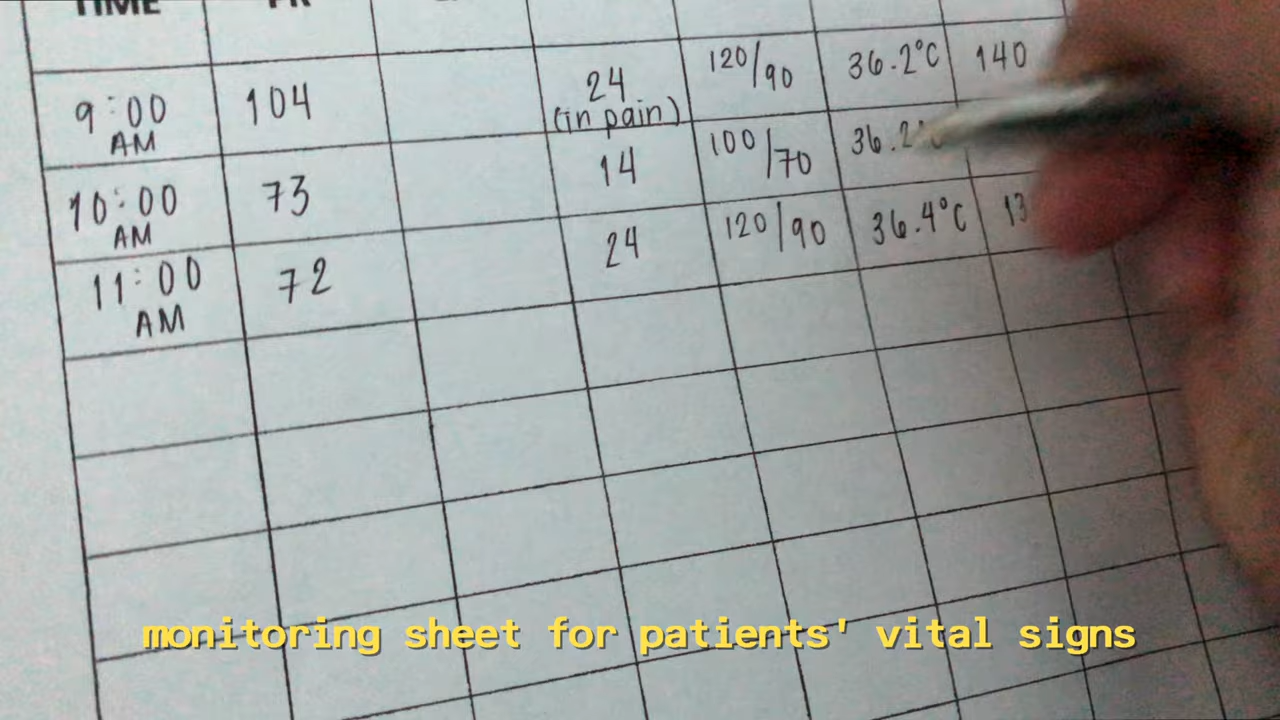 TIME PR
9:00 AM 104 24 (in pain) 120/90 36.2°C 140
10:00 AM 73 14 100/70
11:00 AM 72 24 120/90 36.4°C
monitoring sheet for patients' vital signs